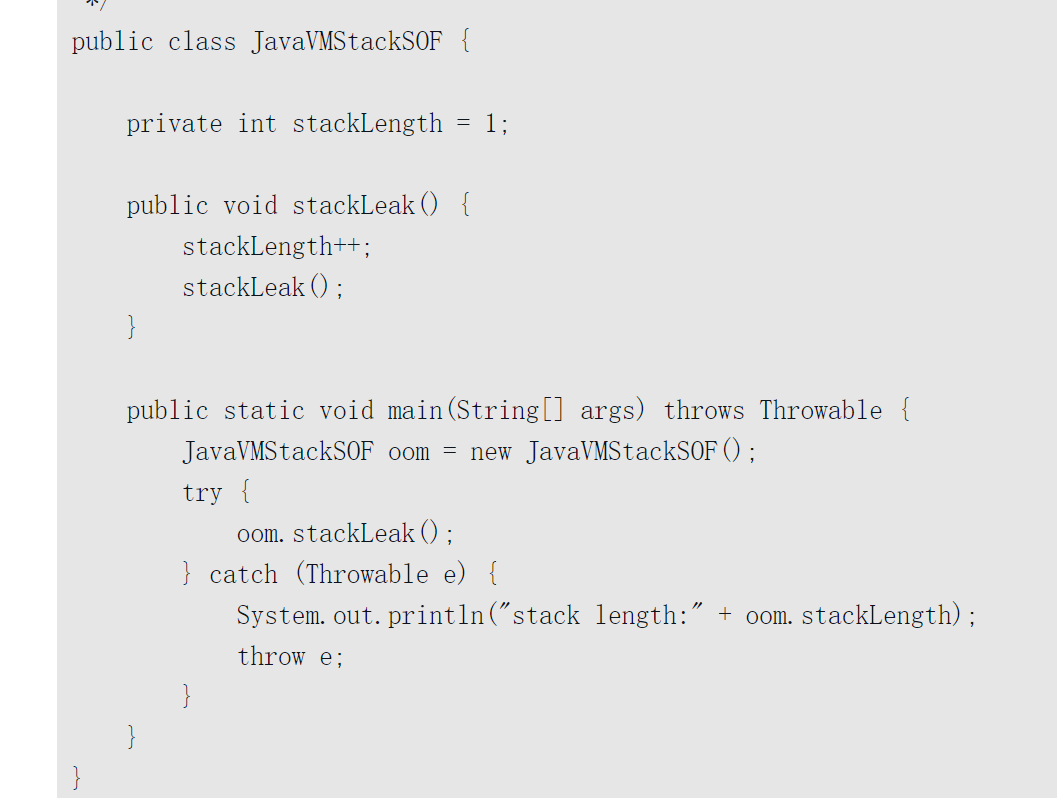 */
public class JavaVMStackSOF {
    private int stackLength = 1;
    public void stackLeak() {
        stackLength++;
        stackLeak();
    }
    public static void main(String[] args) throws Throwable {
        JavaVMStackSOF oom = new JavaVMStackSOF();
        try {
            oom.stackLeak();
        } catch (Throwable e) {
            System.out.println("stack length:" + oom.stackLength);
            throw e;
        }
    }
}